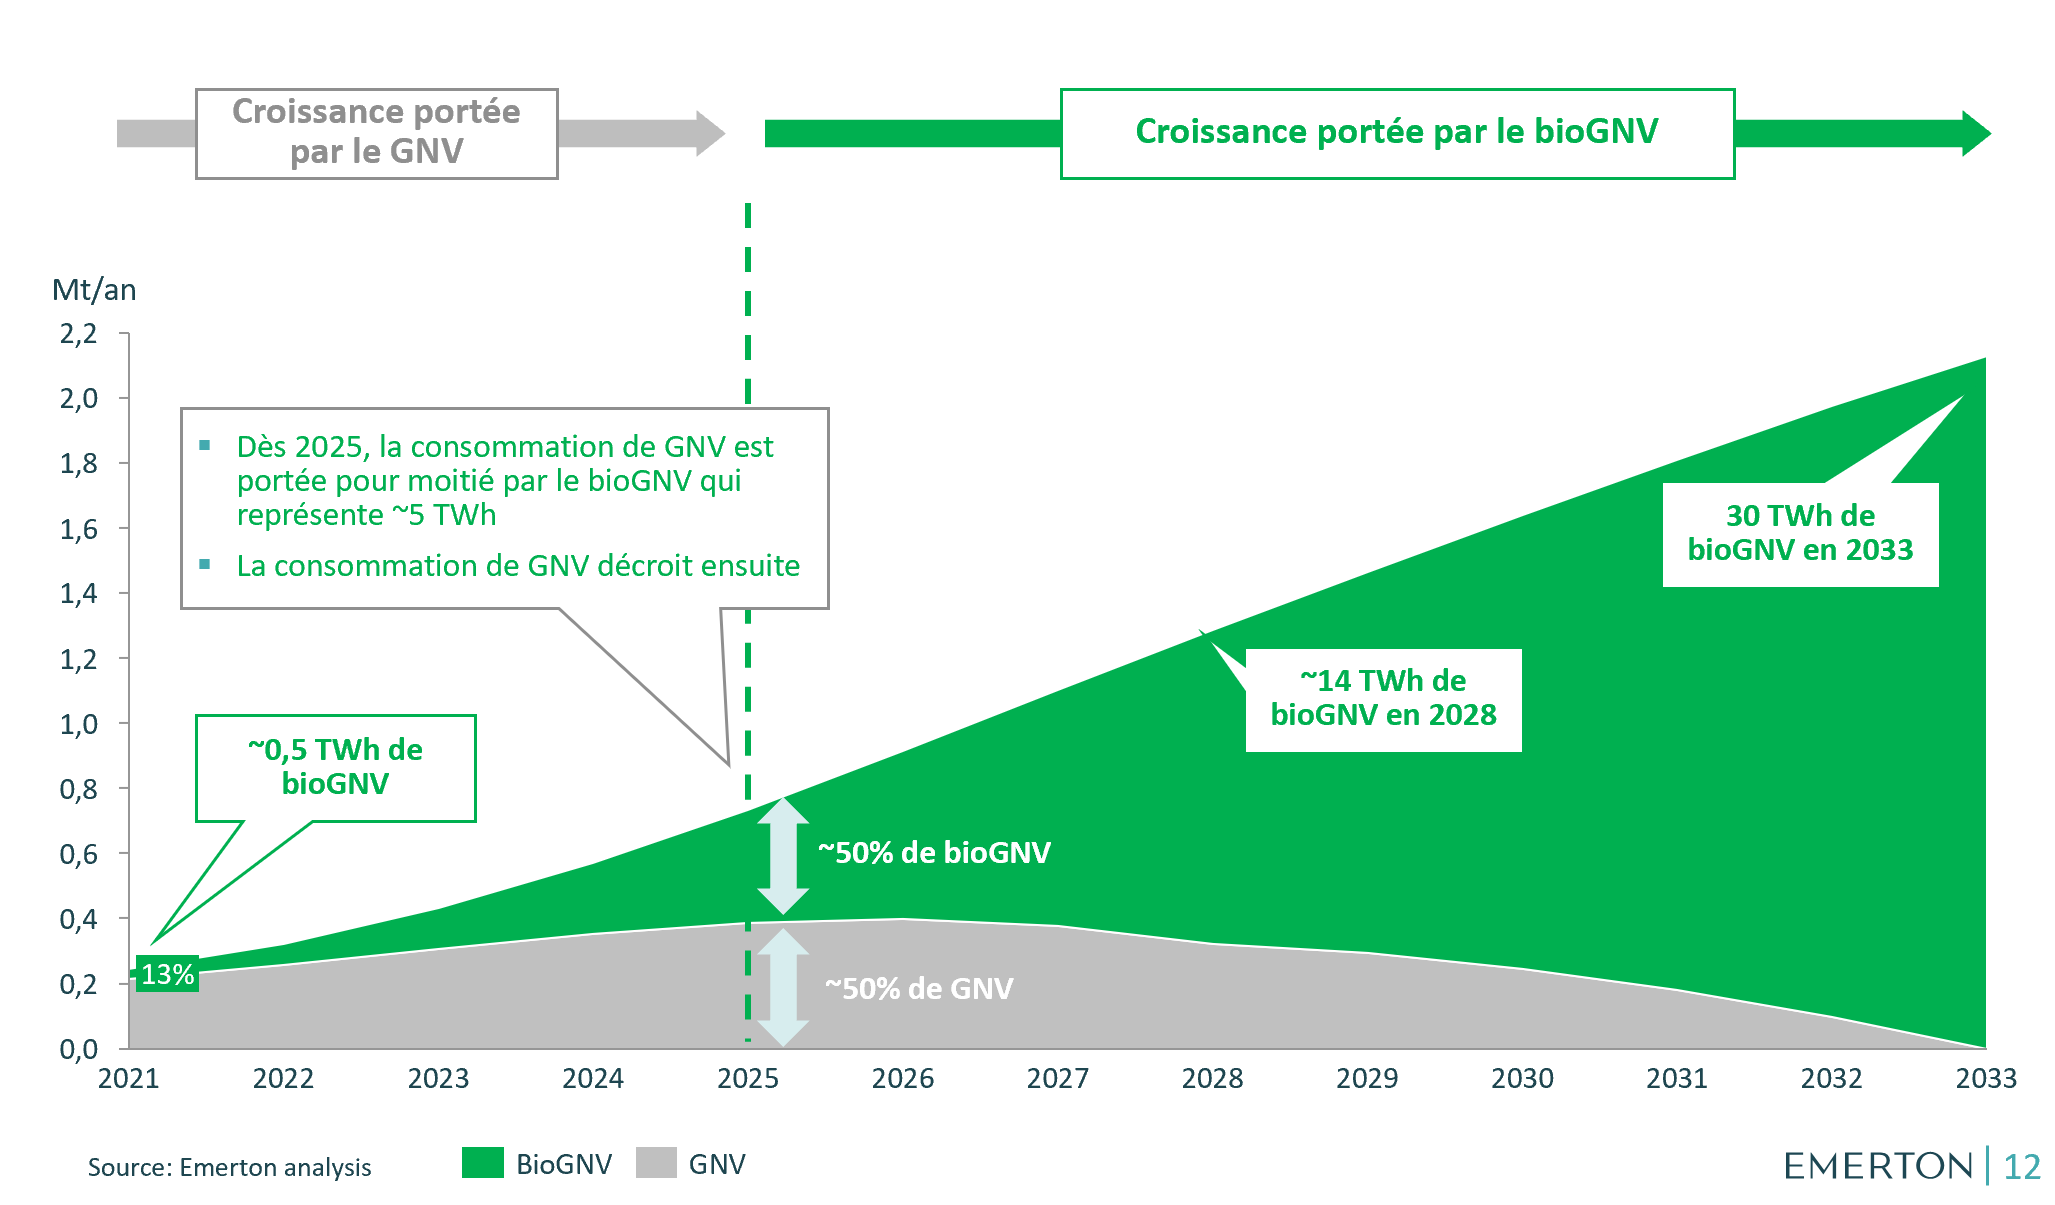 Croissance portée
par le GNV
Croissance portée par le bioGNV
Mt/an
2,2
2,0
1,8
1,6
1,4
1,2
1,0
0,8
0,6
0,4
0,2
0,0
Dès 2025, la consommation de GNV est
portée pour moitié par le bioGNV qui
représente ~5 TWh
La consommation de GNV décroit ensuite
30 TWh de
bioGNV en 2033
~14 TWh de
bioGNV en 2028
~0,5 TWh de
bioGNV
~50% de bioGNV
13%
~50% de GNV
2021 2022 2023 2024 2025 2026 2027 2028 2029 2030 2031 2032 2033
Source: Emerton analysis
BioGNV GNV
EMERTON | 12